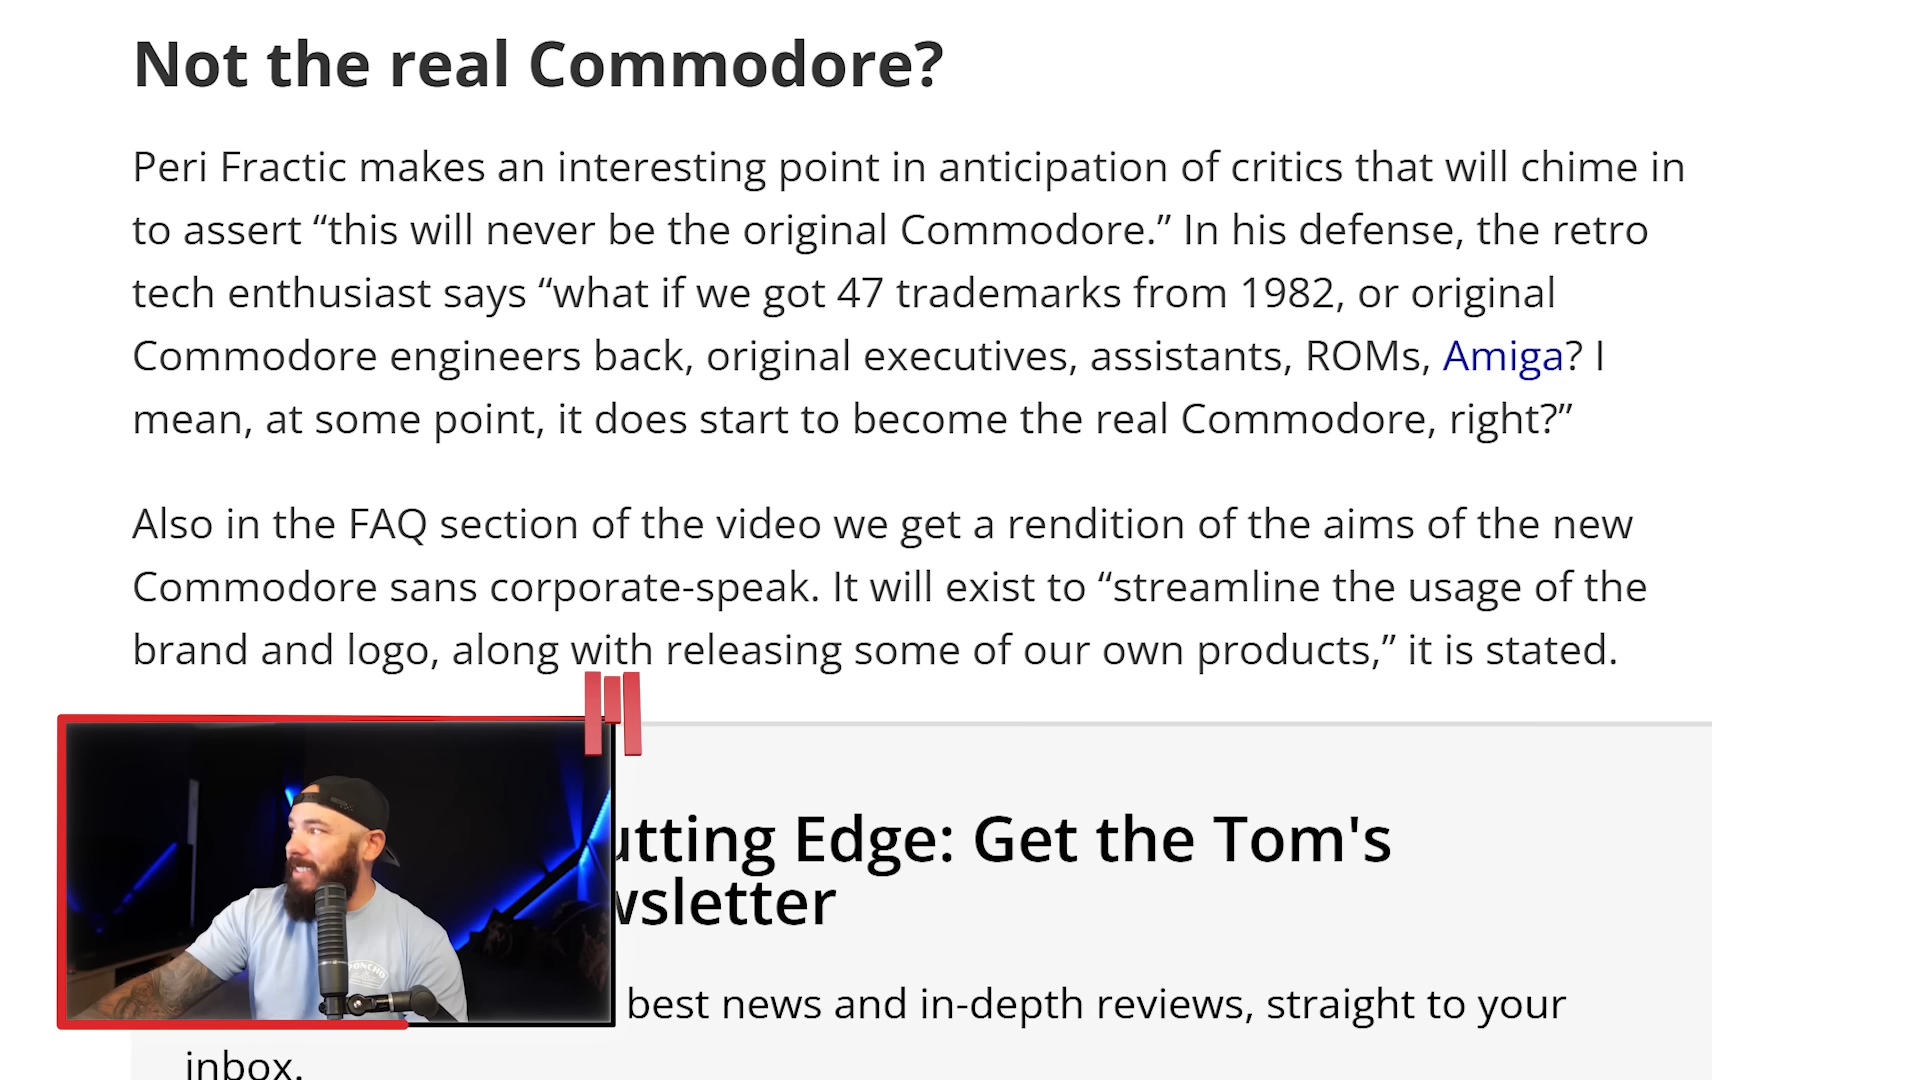 Not the real Commodore?
Peri Fractic makes an interesting point in anticipation of critics that will chime in
to assert “this will never be the original Commodore.” In his defense, the retro
tech enthusiast says “what if we got 47 trademarks from 1982, or original
Commodore engineers back, original executives, assistants, ROMs, Amiga? I
mean, at some point, it does start to become the real Commodore, right?”
Also in the FAQ section of the video we get a rendition of the aims of the new
Commodore sans corporate-speak. It will exist to “streamline the usage of the
brand and logo, along with releasing some of our own products,” it is stated.
utting Edge: Get the Tom's
wsletter
best news and in-depth reviews, straight to your
inbox.
PONCHO